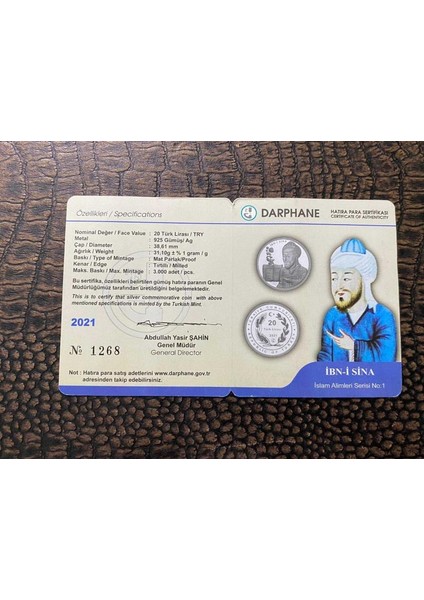 Özellikleri / Specifications
Nominal Değer / Face Value : 20 Türk Lirası / TRY
Metal : 925 Gümüş/ Ag
Çap / Diameter : 38,61 mm
Ağırlık / Weight : 31,10g ± % 1 gram / g
Baskı / Type of Mintage : Mat Parlak/Proof
Kenar / Edge : Tırtıllı / Milled
Maks. Baskı / Max. Mintage : 3.000 adet / pcs.
Bu sertifika, özellikleri belirtilen gümüş hatıra paranın Genel
Müdürlüğümüz tarafından üretildiğini belgelemektedir.
This is to certify that silver commemorative coin with above
mentioned specifications is minted by the Turkish Mint.
2021
Abdullah Yasir ŞAHİN
Genel Müdür
General Director
№ 1268
Not: Hatıra para satış adetlerini www.darphane.gov.tr
adresinden takip edebilirsiniz.
DARPHANE
HATIRA PARA SERTİFİKASI
CERTIFICATE OF AUTHENTICITY
20
İBN-İ SİNA
İslam Alimleri Serisi No:1